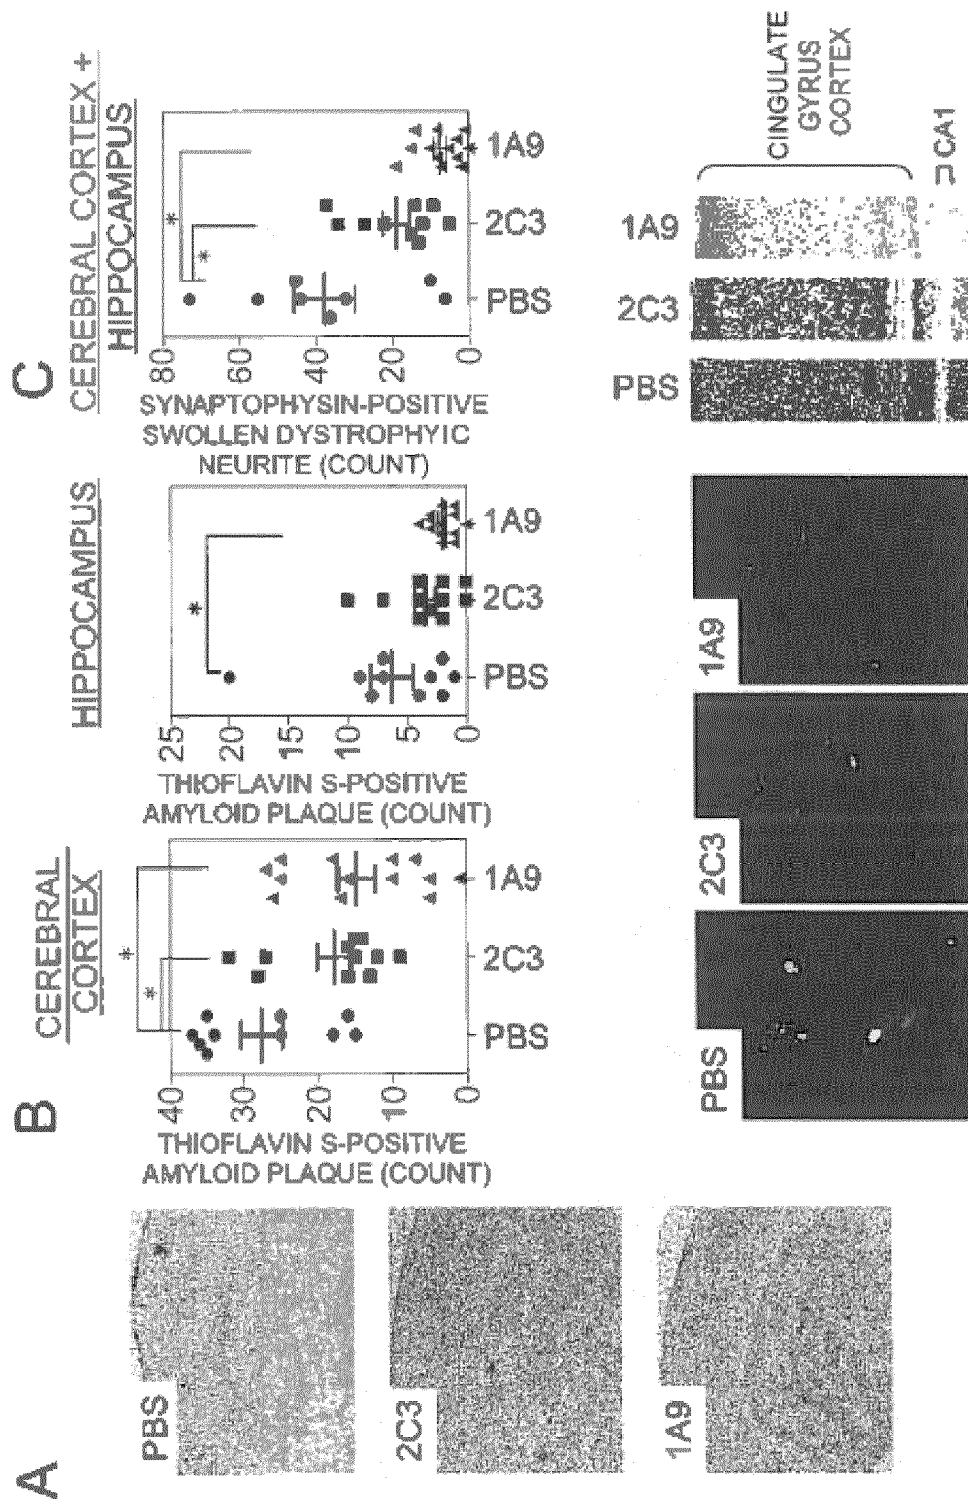 A
PBS
2C3
1A9
B
CEREBRAL
CORTEX
THIOFLAVIN S-POSITIVE
AMYLOID PLAQUE (COUNT)
40
30
20
10
0
PBS
2C3
1A9
*
*
HIPPOCAMPUS
THIOFLAVIN S-POSITIVE
AMYLOID PLAQUE (COUNT)
25
20
15
10
5
0
PBS
2C3
1A9
*
PBS
2C3
1A9
C
CEREBRAL CORTEX +
HIPPOCAMPUS
SYNAPTOPHYSIN-POSITIVE
SWOLLEN DYSTROPHYIC
NEURITE (COUNT)
80
60
40
20
0
PBS
2C3
1A9
*
*
PBS
2C3
1A9
CINGULATE
GYRUS
CORTEX
CA1